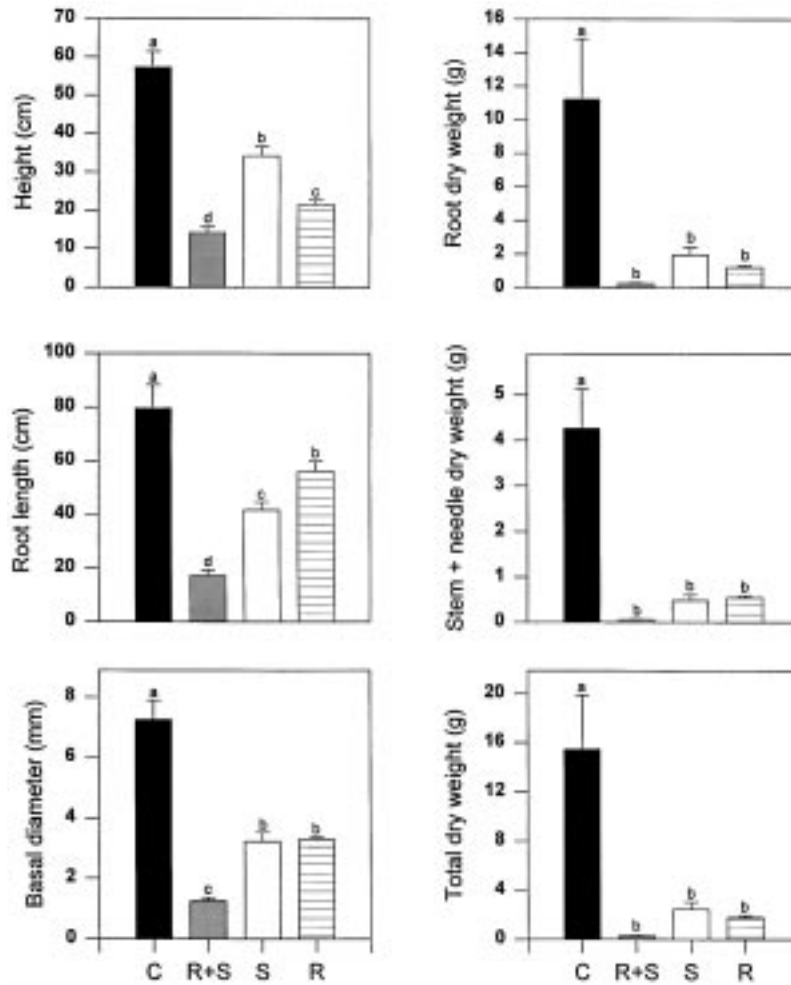 Height (cm)
70
60
50
40
30
20
10
0
a
d
b
c
Root dry weight (g)
16
14
12
10
8
6
4
2
0
a
b
b
b
Root length (cm)
100
80
60
40
20
0
a
d
c
b
Stem + needle dry weight (g)
5
4
3
2
1
0
a
b
b
b
Basal diameter (mm)
8
6
4
2
0
a
c
b
b
C R+S S R
Total dry weight (g)
20
16
12
8
4
0
a
b
b
b
C R+S S R